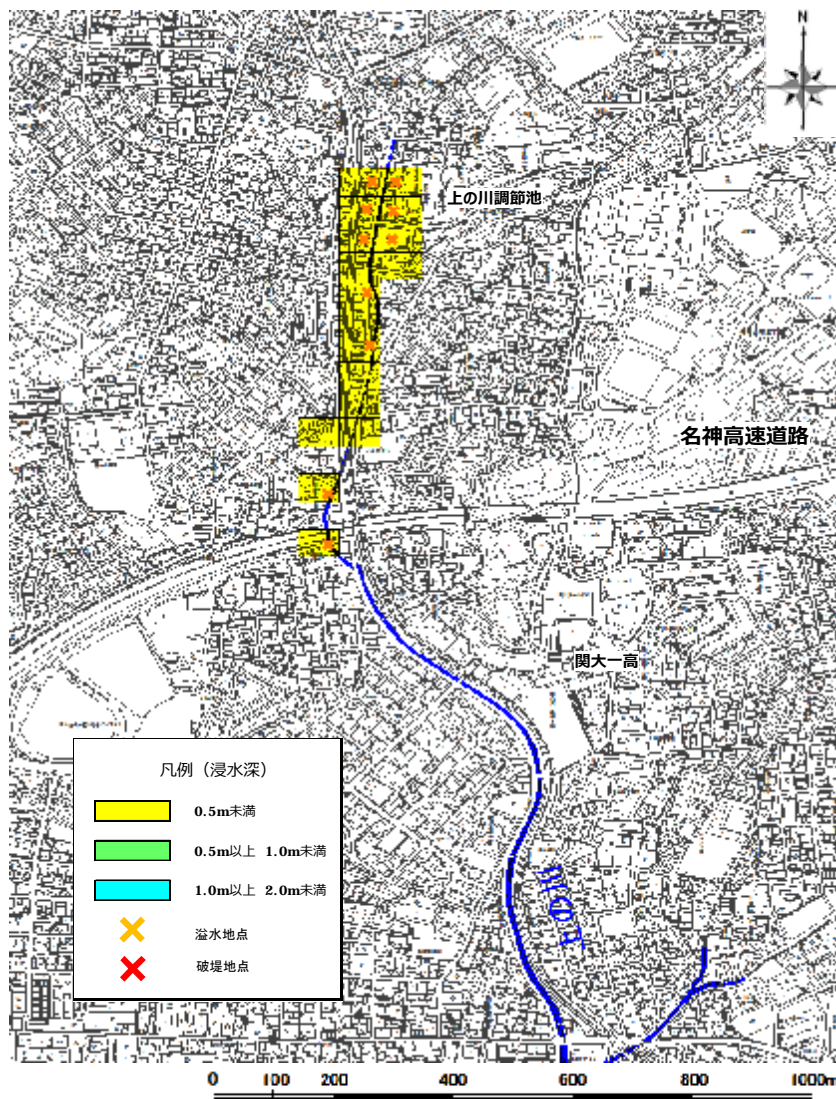 N
上の川調節池
名神高速道路
関大一高
上の川
凡例（浸水深）
0.5m未満
0.5m以上 1.0m未満
1.0m以上 2.0m未満
溢水地点
破堤地点
0 100 200 400 600 800 1000m